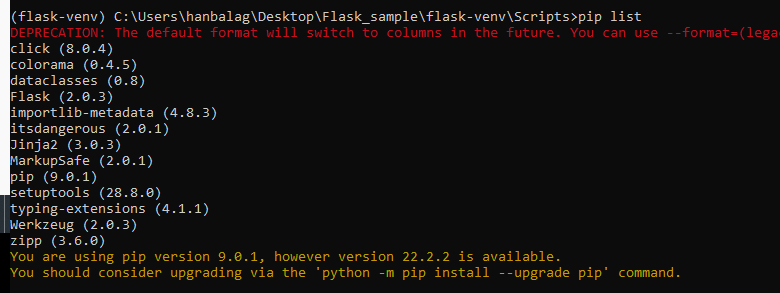 (flask-venv) C:\Users\hanbalag\Desktop\Flask_sample\flask-venv\Scripts>pip list
DEPRECATION: The default format will switch to columns in the future. You can use --format=(lega
click (8.0.4)
colorama (0.4.5)
dataclasses (0.8)
Flask (2.0.3)
importlib-metadata (4.8.3)
itsdangerous (2.0.1)
Jinja2 (3.0.3)
MarkupSafe (2.0.1)
pip (9.0.1)
setuptools (28.8.0)
typing-extensions (4.1.1)
Werkzeug (2.0.3)
zipp (3.6.0)
You are using pip version 9.0.1, however version 22.2.2 is available.
You should consider upgrading via the 'python -m pip install --upgrade pip' command.